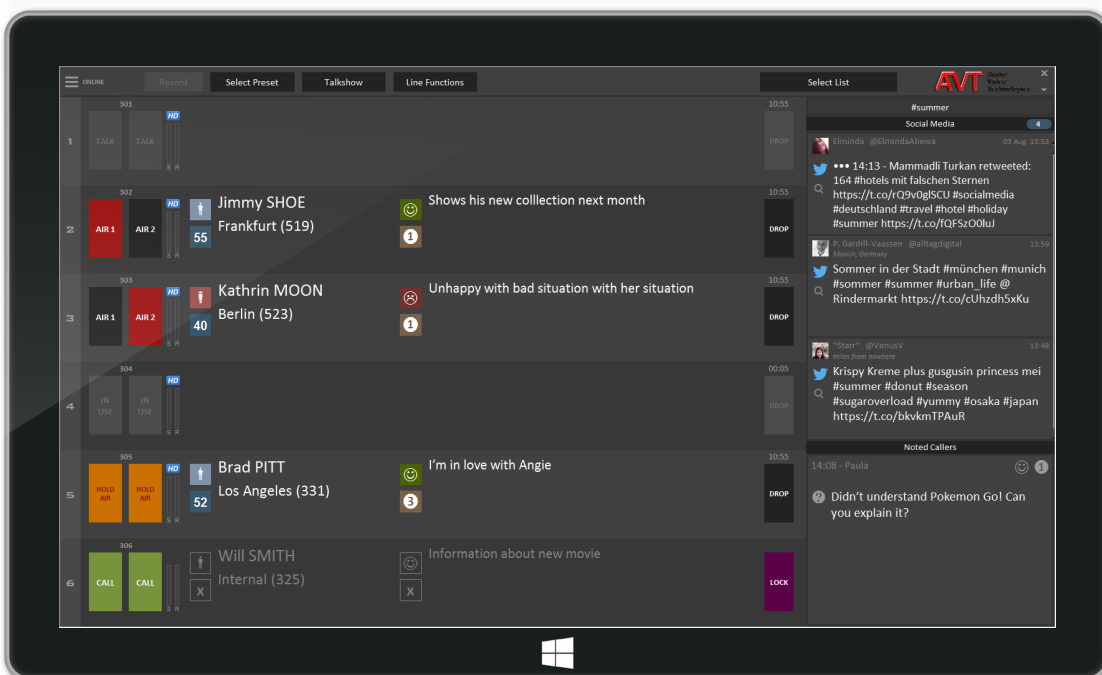 ONLINE
Record
Select Preset
Talkshow
Line Functions
Select List
AVT
Audio
Video
Technologies
301
HD
10:55
1
TALK
TALK
DROP
S R
302
HD
10:55
2
AIR 1
AIR 2
Jimmy SHOE
Frankfurt (519)
55
Shows his new colllection next month
1
DROP
S R
303
HD
10:55
3
AIR 1
AIR 2
Kathrin MOON
Berlin (523)
40
Unhappy with bad situation with her situation
1
DROP
S R
304
HD
00:05
4
IN
USE
IN
USE
DROP
S R
305
HD
10:55
5
HOLD
AIR
HOLD
AIR
Brad PITT
Los Angeles (331)
52
I'm in love with Angie
3
DROP
S R
306
6
CALL
CALL
Will SMITH
Internal (325)
X
Information about new movie
X
LOCK
S R
#summer
Social Media
4
Elminda @ElmindaAliewa
03 Aug 13:53
••• 14:13 - Mammadli Turkan retweeted:
164 #hotels mit falschen Sternen
https://t.co/rQ9v0glSCU #socialmedia
#deutschland #travel #hotel #holiday
#summer https://t.co/fQFSzO0luJ
P. Gardill-Vaassen @alltagdigital
13:59
Munich, Germany
Sommer in der Stadt #münchen #munich
#sommer #summer #urban_life @
Rindermarkt https://t.co/cUhzdh5xKu
~Starr~ @VenusV
13:48
miles from nowhere
Krispy Kreme plus gusgusin princess mei
#summer #donut #season
#sugaroverload #yummy #osaka #japan
https://t.co/bkvkmTPAuR
Noted Callers
14:08 - Paula
1
Didn't understand Pokemon Go! Can
you explain it?